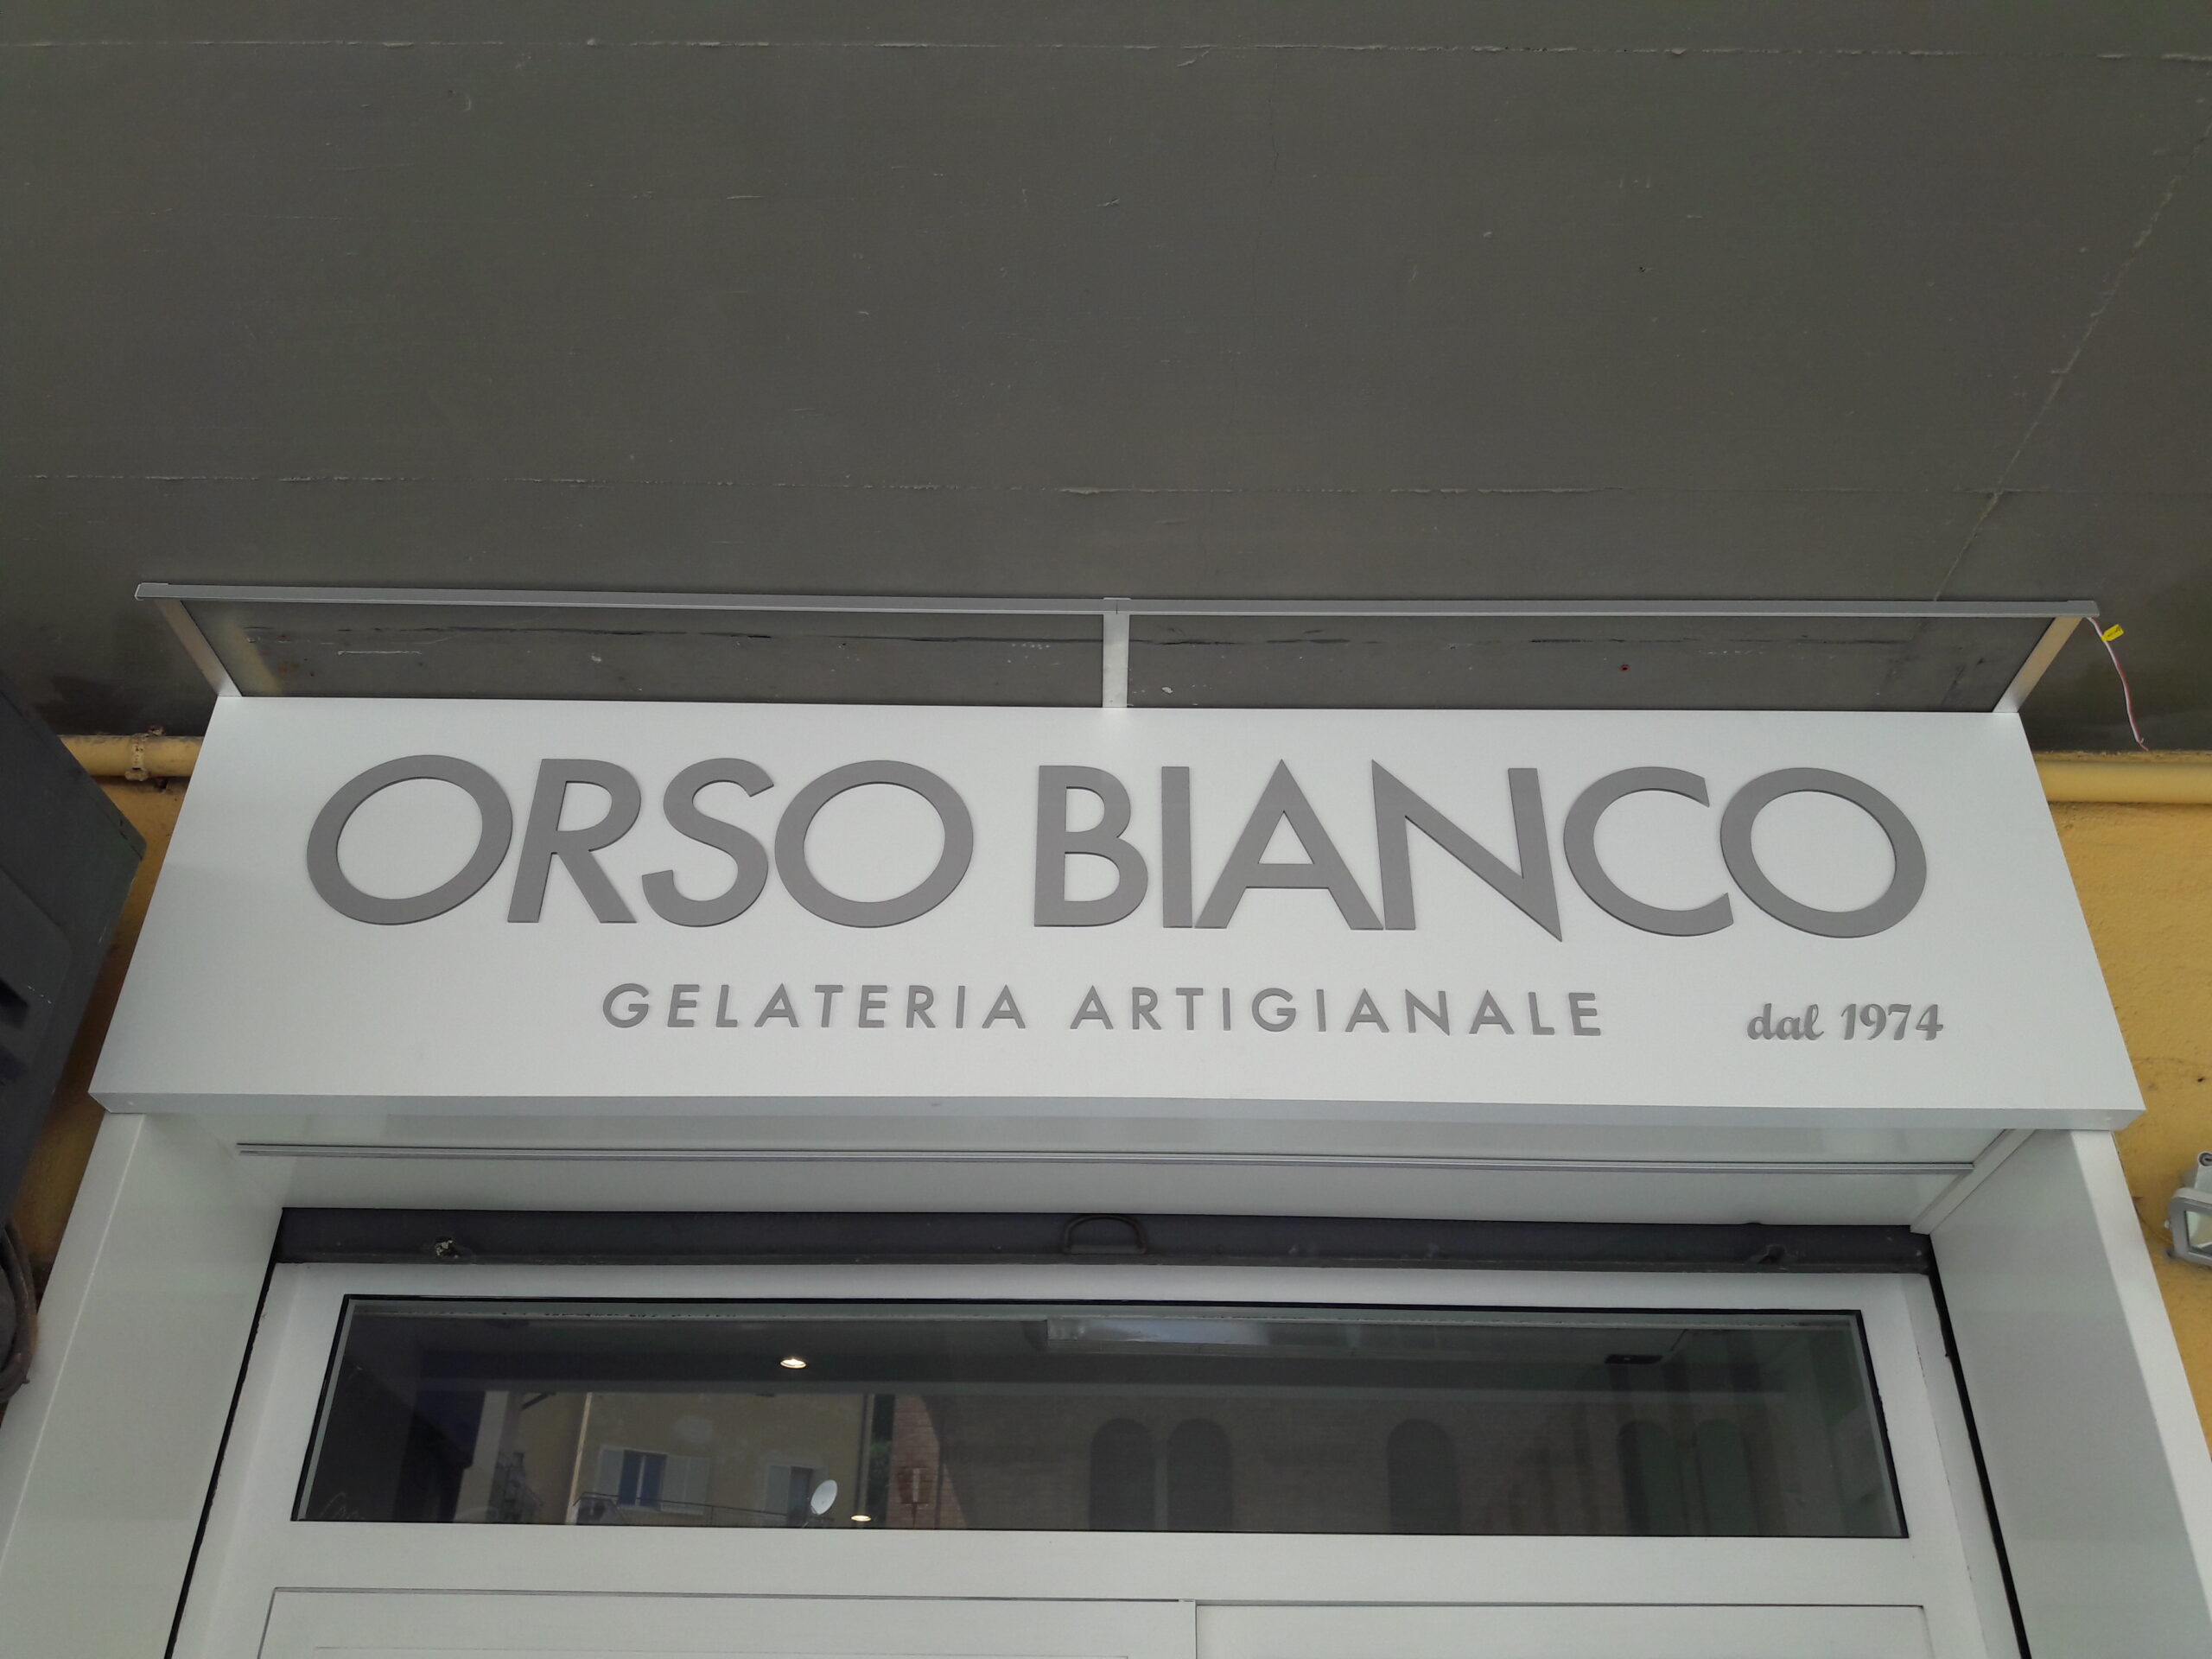 ORSO BIANCO
GELATERIA ARTIGIANALE dal 1974